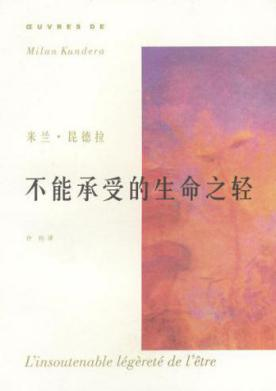 ŒUVRES DE
Milan Kundera
米兰·昆德拉
不能承受的生命之轻
L'insoutenable légèreté de l'être